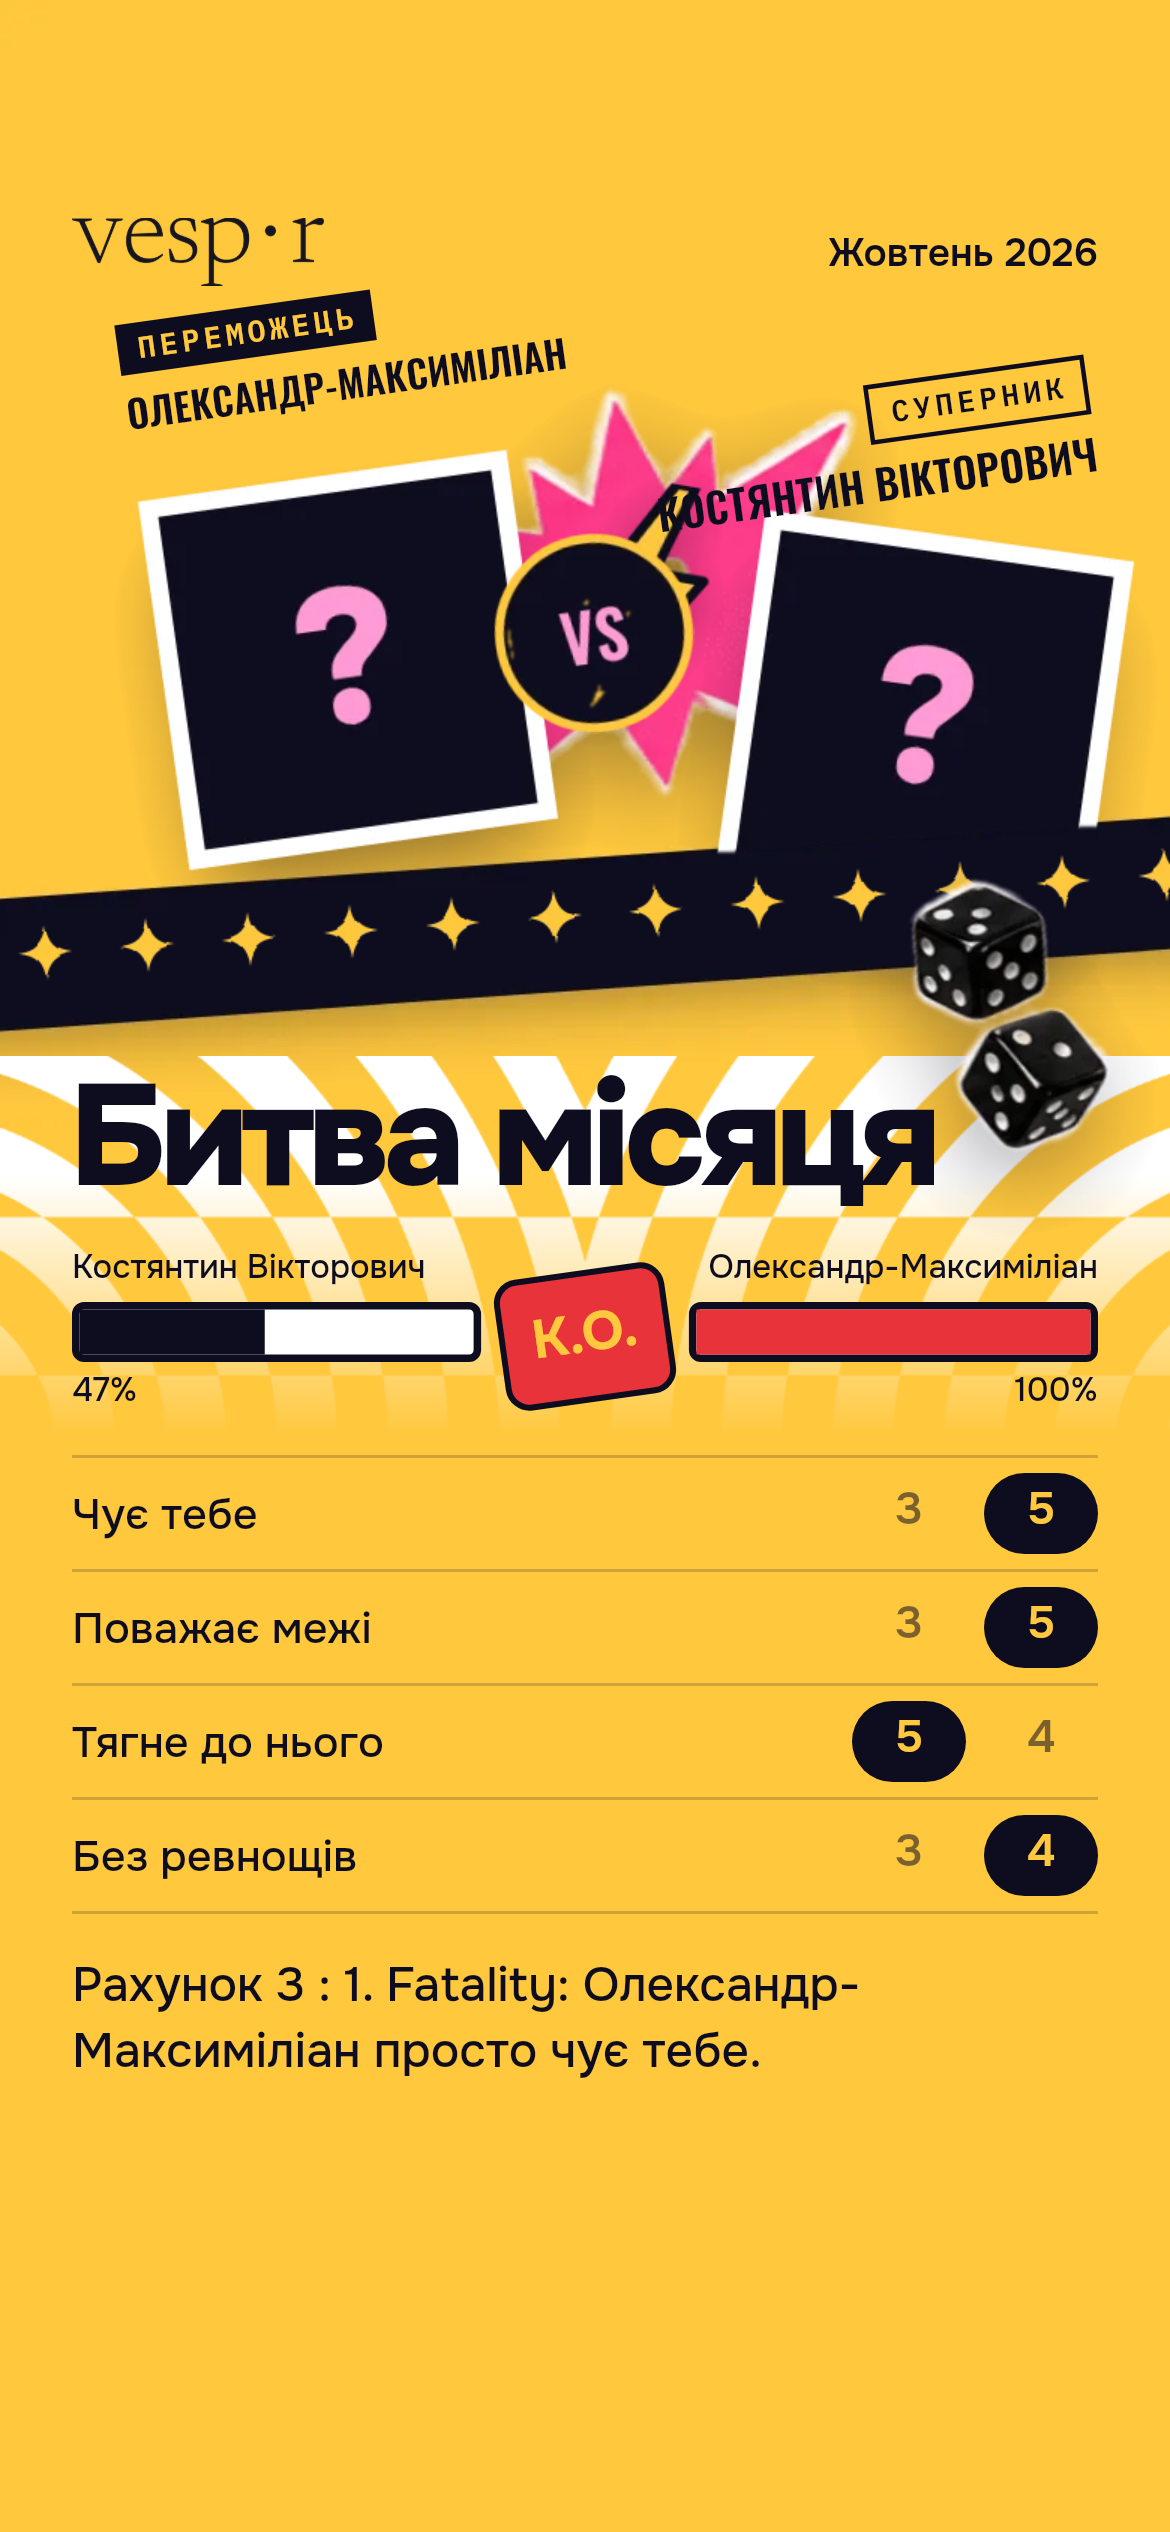 vesp·r
Жовтень 2026
ПЕРЕМОЖЕЦЬ
ОЛЕКСАНДР-МАКСИМІЛІАН
СУПЕРНИК
КОСТЯНТИН ВІКТОРОВИЧ
?
VS
?
Битва місяця
Костянтин Вікторович
Олександр-Максиміліан
K.O.
47%
100%
Чує тебе 3 5
Поважає межі 3 5
Тягне до нього 5 4
Без ревнощів 3 4
Рахунок 3 : 1. Fatality: Олександр-
Максиміліан просто чує тебе.